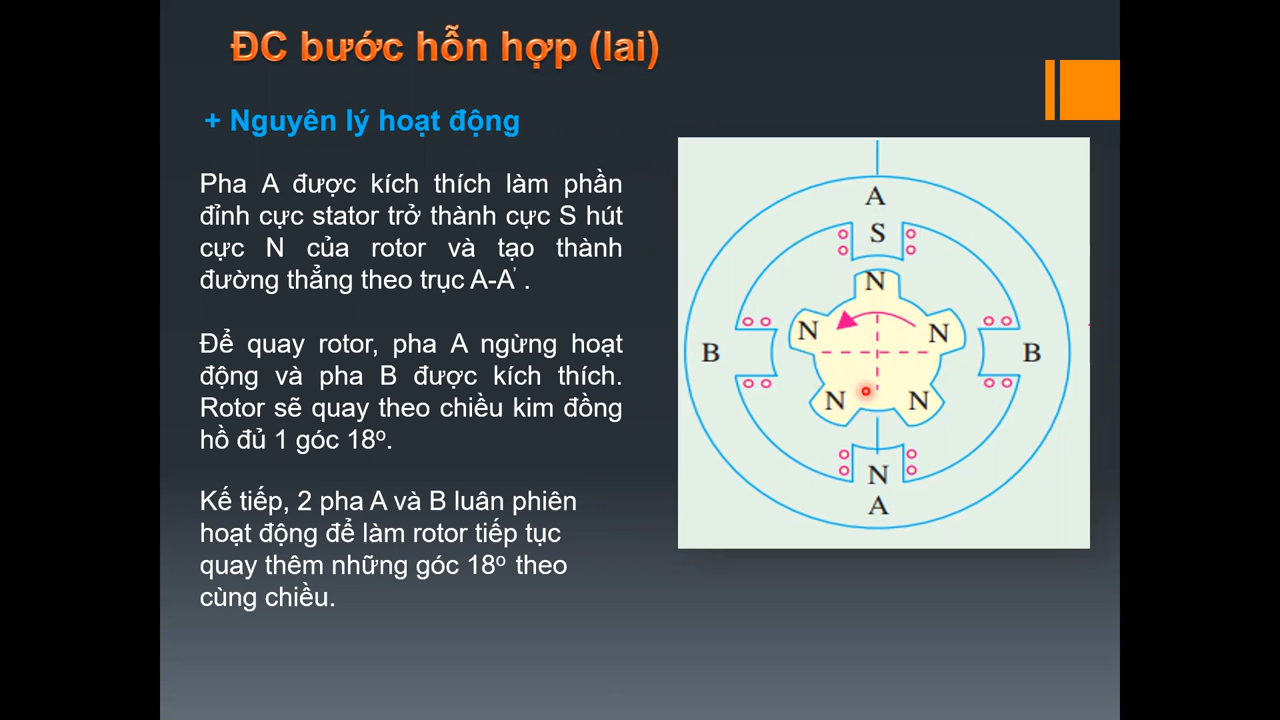 ĐC bước hỗn hợp (lai)
+ Nguyên lý hoạt động
Pha A được kích thích làm phần
đỉnh cực stator trở thành cực S hút
cực N của rotor và tạo thành
đường thẳng theo trục A-A’ .
Để quay rotor, pha A ngừng hoạt
động và pha B được kích thích.
Rotor sẽ quay theo chiều kim đồng
hồ đủ 1 góc 18º.
Kế tiếp, 2 pha A và B luân phiên
hoạt động để làm rotor tiếp tục
quay thêm những góc 18º theo
cùng chiều.
A
S
N
N
N
B
B
N
N
N
A